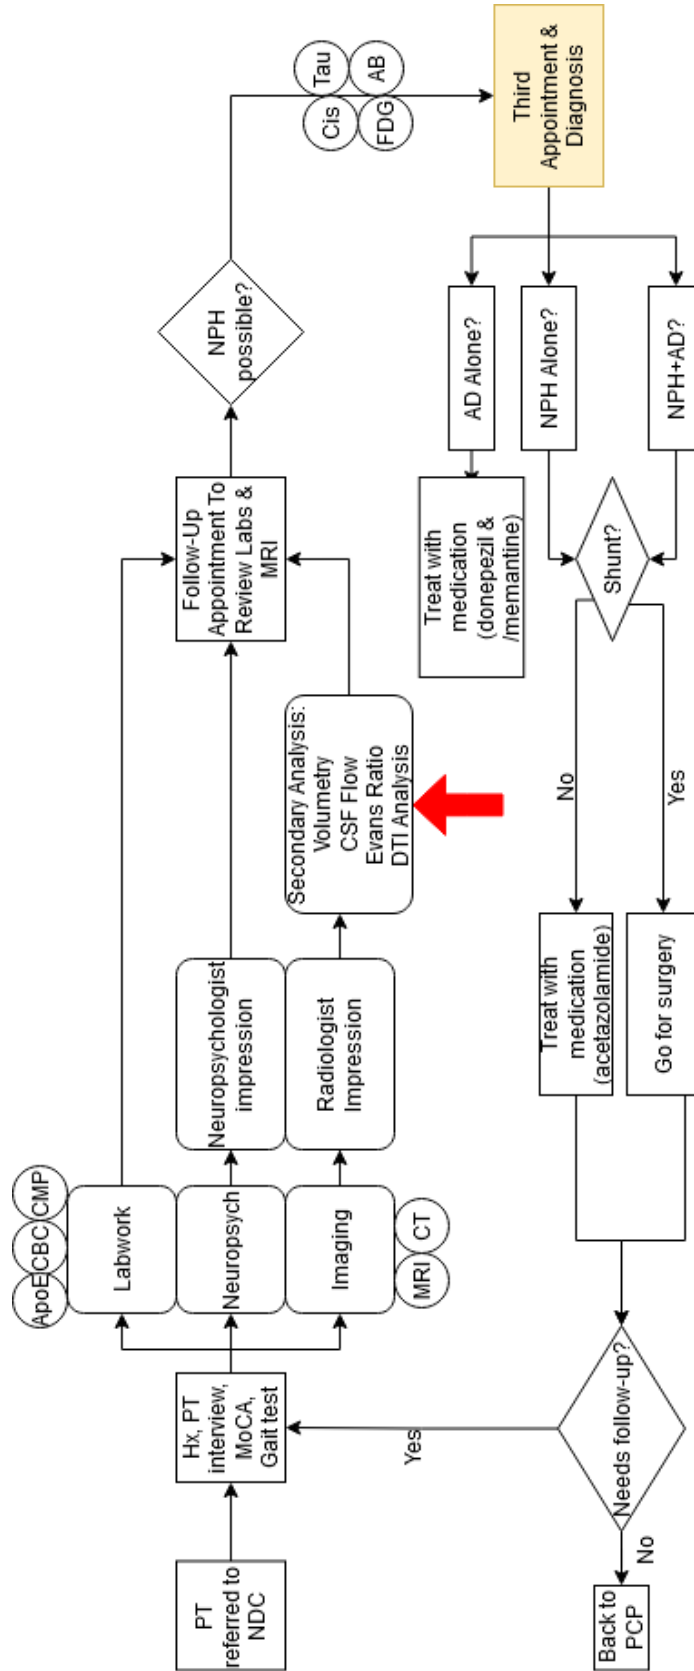 PT
referred to
NDC
Hx, PT
interview,
MoCA,
Gait test
ApoE
CBC
CMP
Labwork
Neuropsych
Imaging
MRI
CT
Neuropsychologist
impression
Radiologist
Impression
Secondary Analysis:
Volumetry
CSF Flow
Evans Ratio
DTI Analysis
Follow-Up
Appointment To
Review Labs &
MRI
NPH
possible?
Cis
Tau
FDG
AB
Third
Appointment &
Diagnosis
AD Alone?
NPH Alone?
NPH+AD?
Treat with
medication
(donepezil &
/memantine)
Shunt?
No
Yes
Treat with
medication
(acetazolamide)
Go for surgery
Needs follow-up?
Yes
No
Back to
PCP